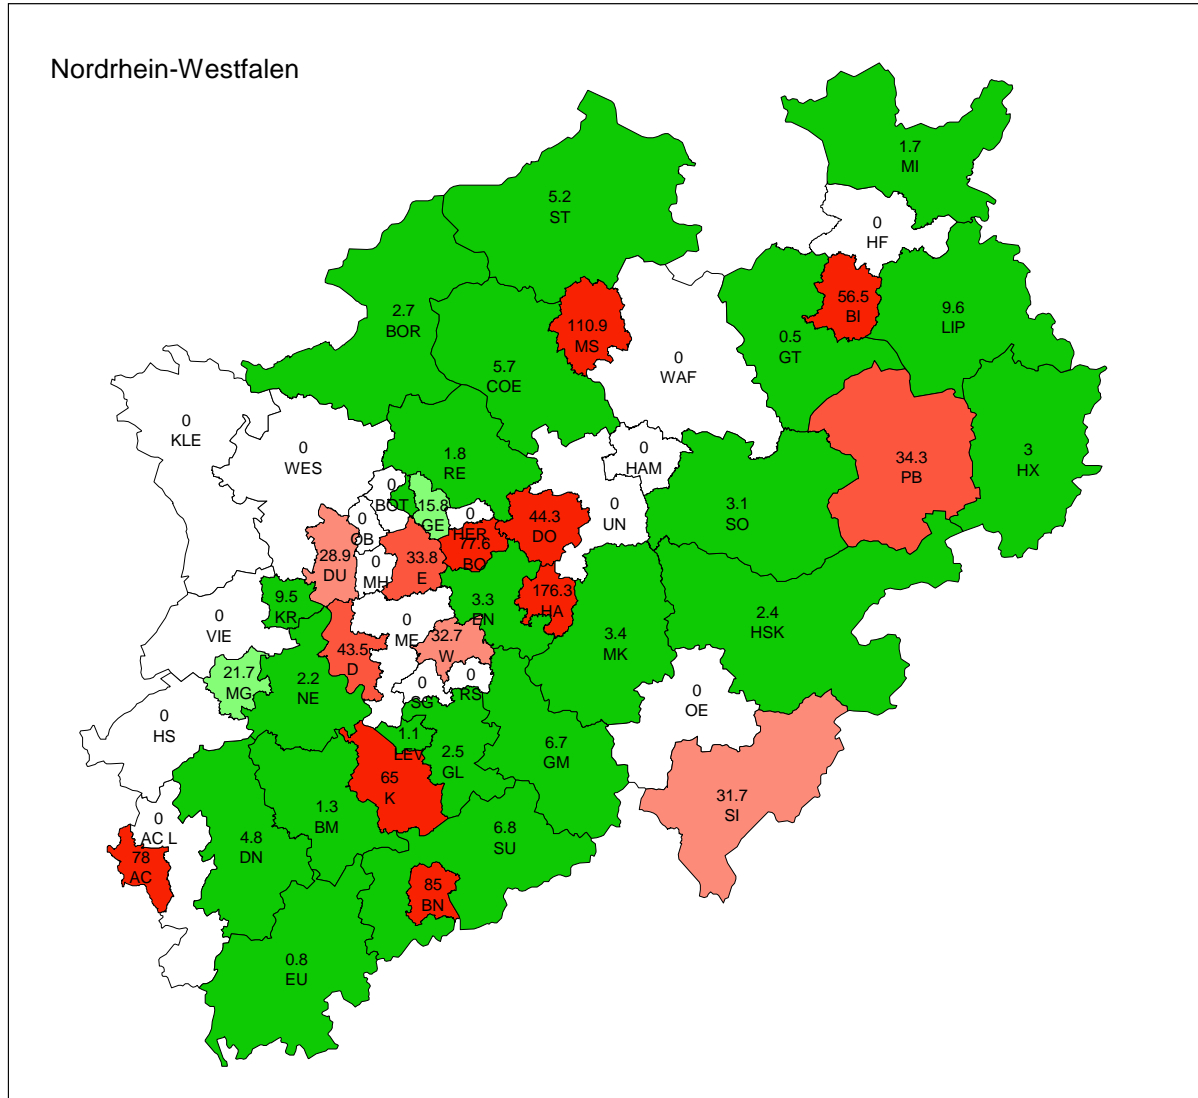 Nordrhein-Westfalen
1.7
MI
5.2
ST
0
HF
56.5
BI
9.6
LIP
2.7
BOR
110.9
MS
0.5
GT
0
WAF
5.7
COE
0
KLE
0
WES
1.8
RE
0
HAM
34.3
PB
3
HX
0
BOT
15.8
GE
0
HER
44.3
DO
0
UN
3.1
SO
0
OB
28.9
DU
0
MH
33.8
E
77.6
BO
9.5
KR
3.3
EN
176.3
HA
2.4
HSK
0
VIE
0
ME
32.7
W
3.4
MK
43.5
D
21.7
MG
2.2
NE
0
SG
0
RS
0
OE
0
HS
1.1
LEV
2.5
GL
6.7
GM
65
K
31.7
SI
0
AC L
1.3
BM
4.8
DN
6.8
SU
78
AC
85
BN
0.8
EU